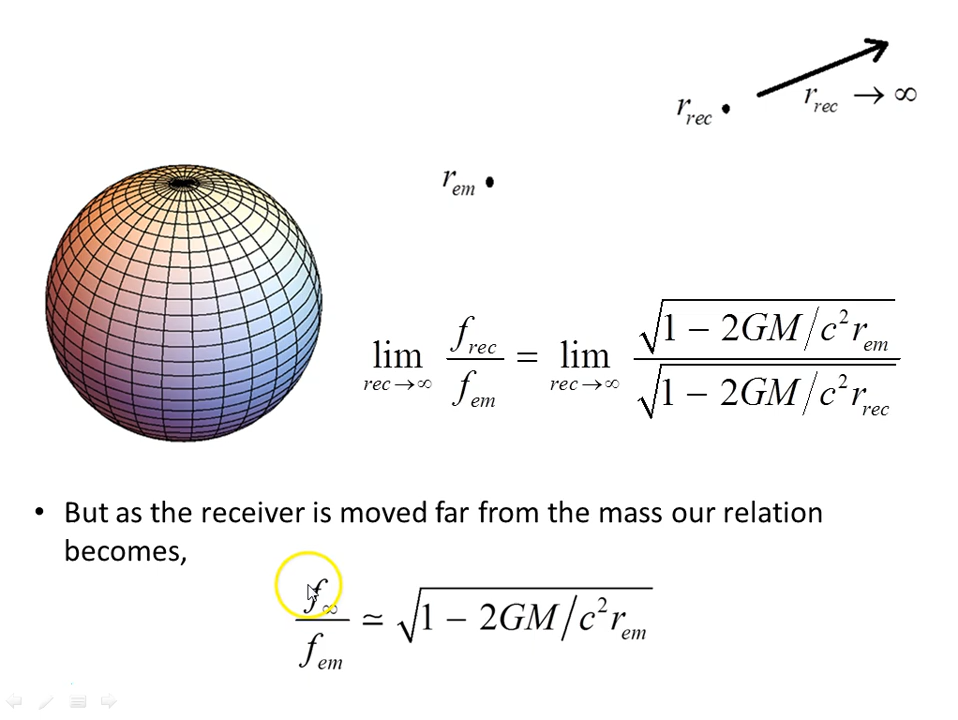 r_rec → ∞
r_rec
r_em
lim_{rec→∞} f_rec / f_em = lim_{rec→∞} √(1 − 2GM/c²r_em) / √(1 − 2GM/c²r_rec)
• But as the receiver is moved far from the mass our relation
becomes,
f_∞ / f_em ≃ √(1 − 2GM/c²r_em)